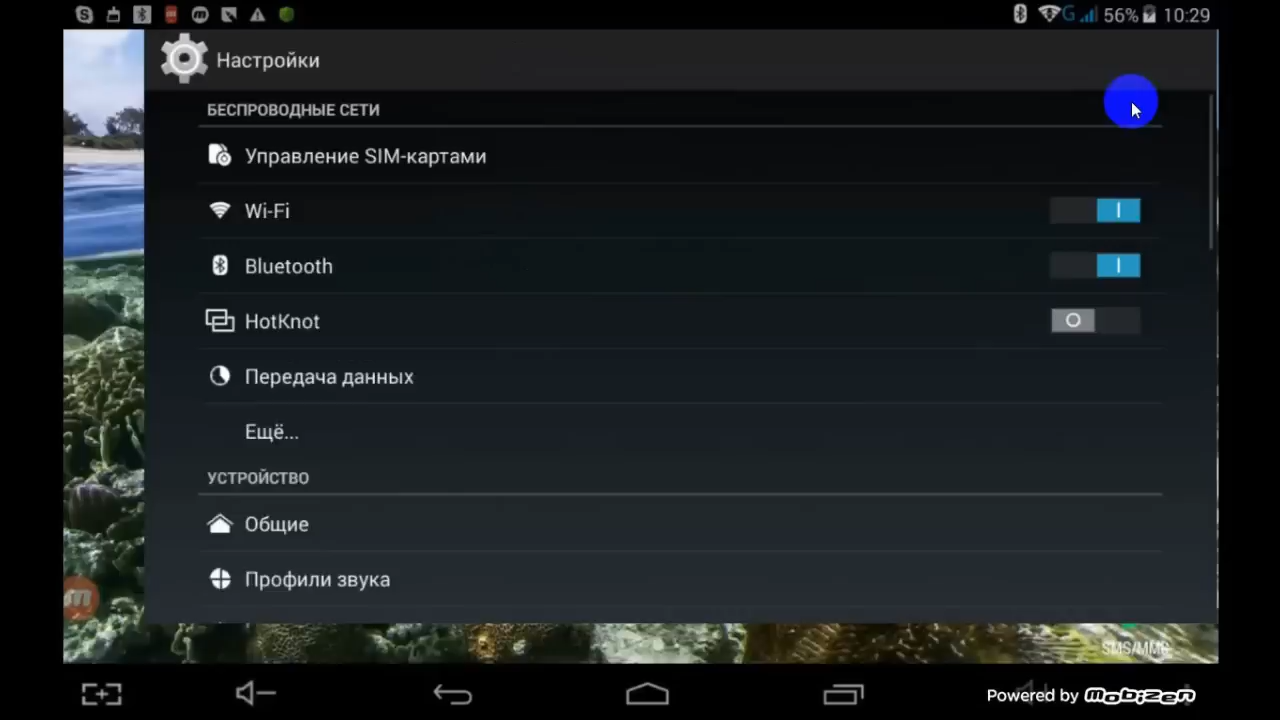 56% 10:29
Настройки
БЕСПРОВОДНЫЕ СЕТИ
Управление SIM-картами
Wi-Fi
Bluetooth
HotKnot
Передача данных
Ещё...
УСТРОЙСТВО
Общие
Профили звука
SMS/MMS
Powered by Mobizen